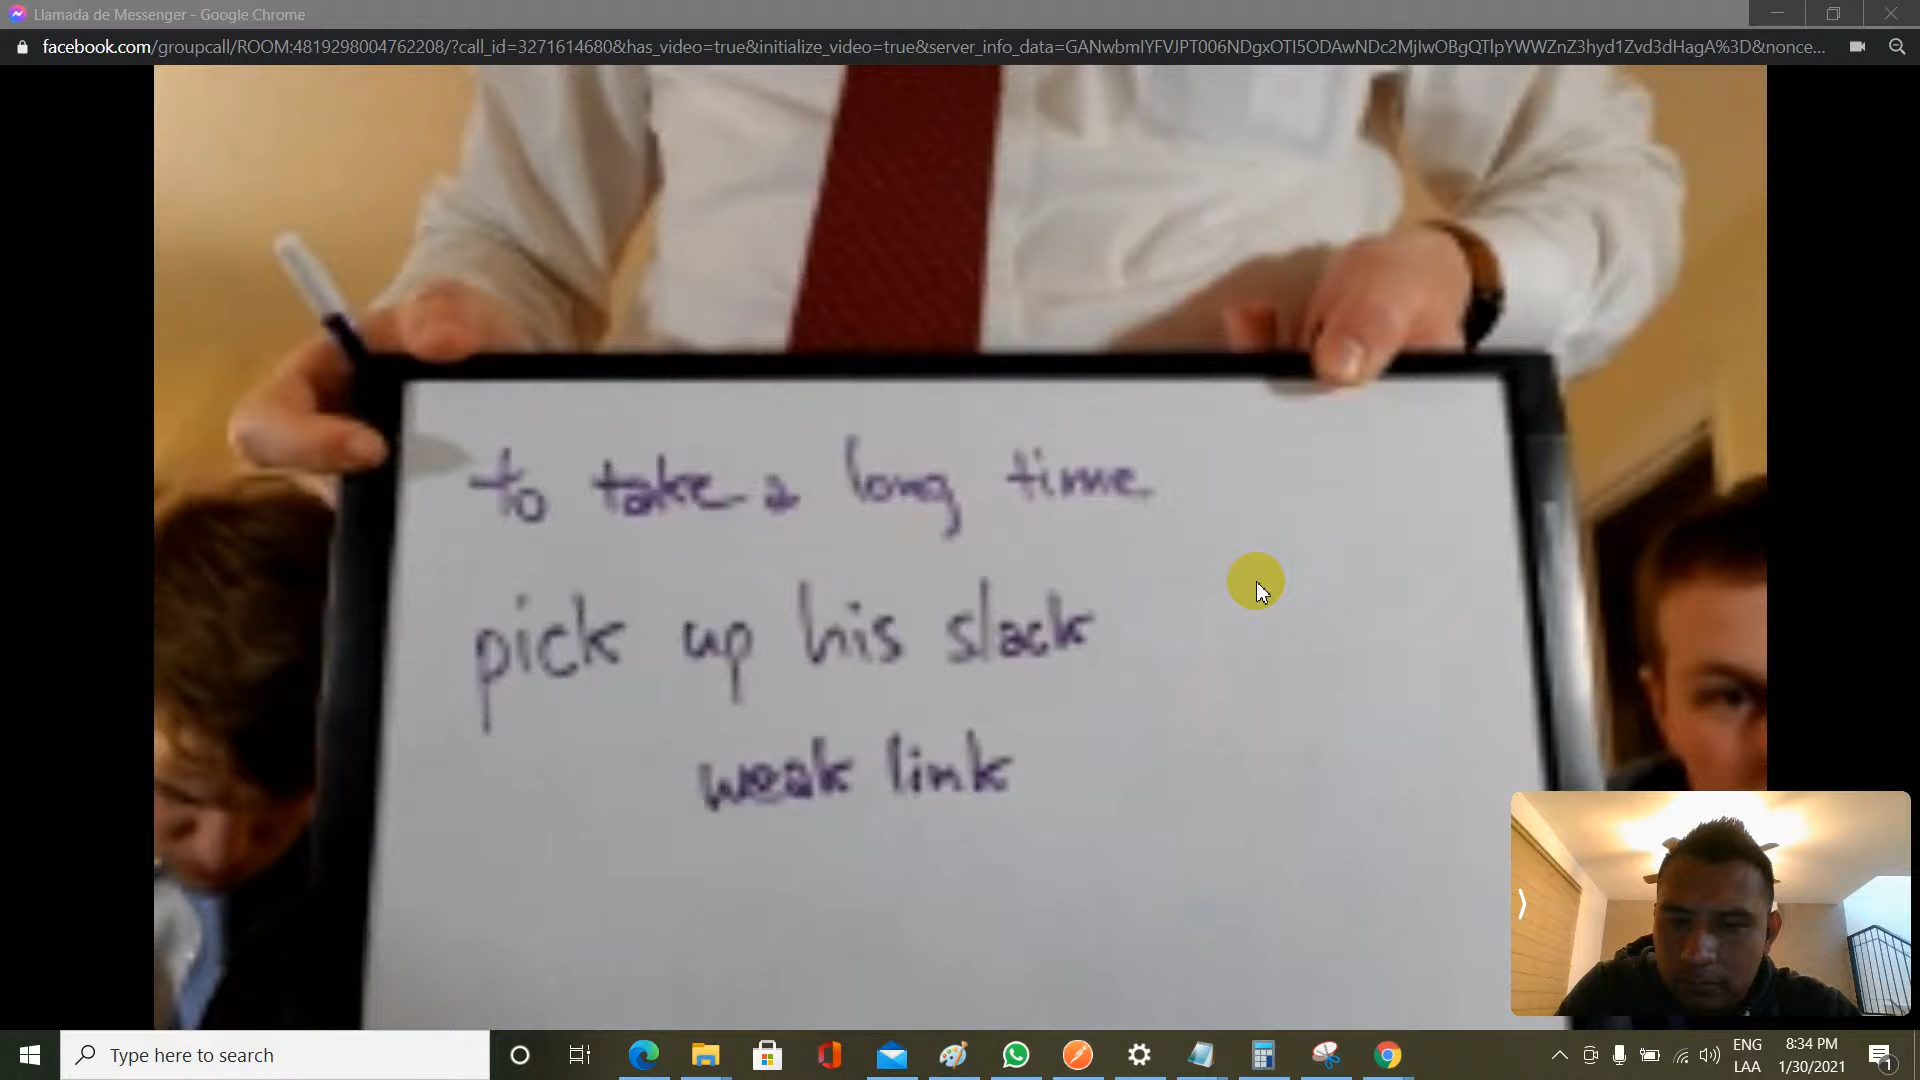 Llamada de Messenger - Google Chrome
facebook.com/groupcall/ROOM:4819298004762208/?call_id=3271614680&has_video=true&initialize_video=true&server_info_data=GANwbmIYFVJPT006NDgxOTI5ODAwNDc2MjIwOBgQTlpYWWZnZ3hyd1Zvd3dHagA%3D&nonce...
to take a long time
pick up his slack
weak link
Type here to search
ENG
LAA
8:34 PM
1/30/2021
1